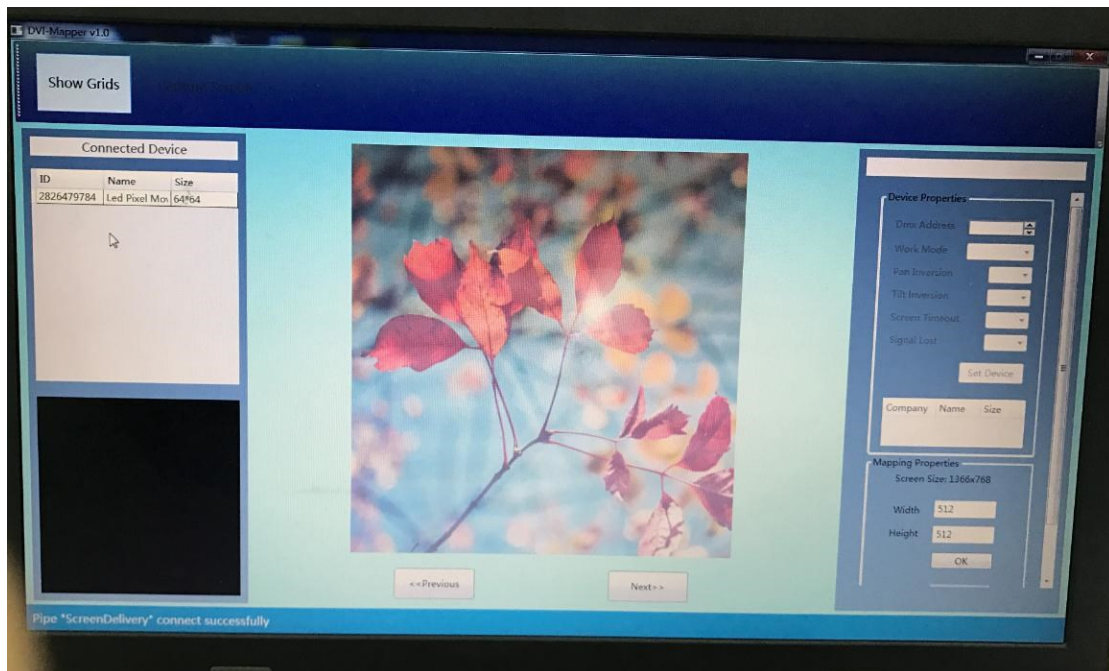 DVI-Mapper v1.0
Show Grids
Connected Device
ID Name Size
2826479784 Led Pixel Mov 64*64
<<Previous
Next>>
Device Properties
Dmx Address
Work Mode
Pan Inversion
Tilt Inversion
Screen Timeout
Signal Lost
Set Device
Company Name Size
Mapping Properties
Screen Size: 1366x768
Width 512
Height 512
OK
Pipe "ScreenDelivery" connect successfully